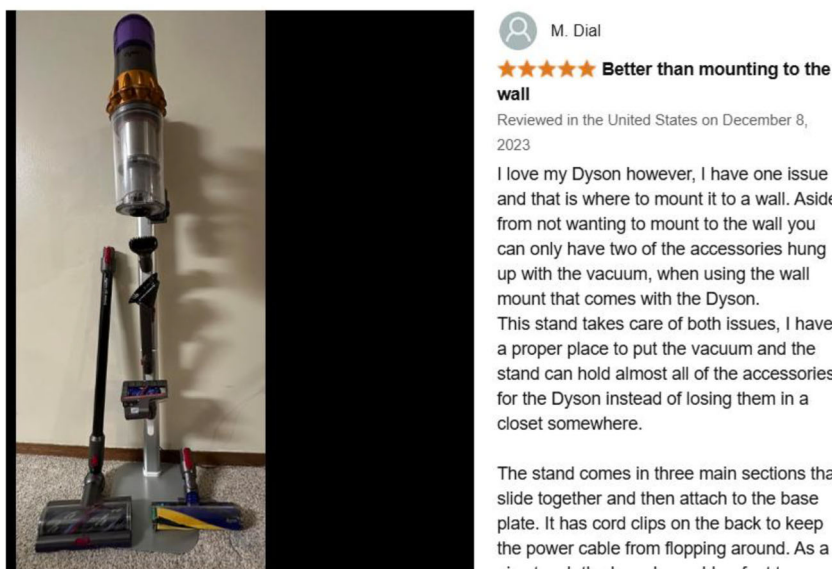 M. Dial
Better than mounting to the
wall
Reviewed in the United States on December 8,
2023
I love my Dyson however, I have one issue
and that is where to mount it to a wall. Aside
from not wanting to mount to the wall you
can only have two of the accessories hung
up with the vacuum, when using the wall
mount that comes with the Dyson.
This stand takes care of both issues, I have
a proper place to put the vacuum and the
stand can hold almost all of the accessories
for the Dyson instead of losing them in a
closet somewhere.
The stand comes in three main sections tha
slide together and then attach to the base
plate. It has cord clips on the back to keep
the power cable from flopping around. As a